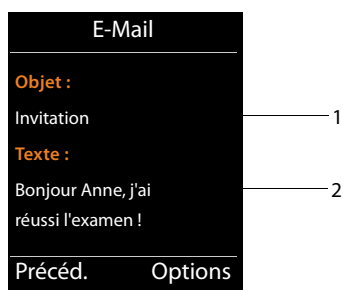 E-Mail
Objet :
Invitation 1
Texte :
Bonjour Anne, j'ai 2
réussi l'examen !
Précéd. Options